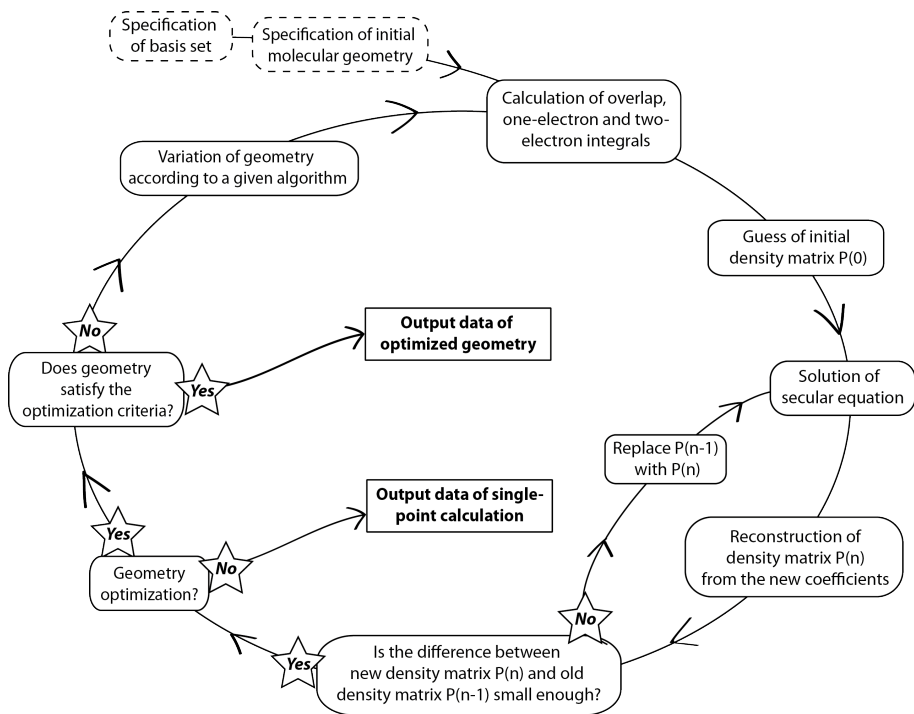 Specification
of basis set
Specification of initial
molecular geometry
Calculation of overlap,
one-electron and two-
electron integrals
Variation of geometry
according to a given algorithm
Guess of initial
density matrix P(0)
No
Output data of
optimized geometry
Does geometry
satisfy the
optimization criteria?
Yes
Solution of
secular equation
Replace P(n-1)
with P(n)
Output data of single-
point calculation
Yes
No
Geometry
optimization?
Reconstruction of
density matrix P(n)
from the new coefficients
No
Yes
Is the difference between
new density matrix P(n) and old
density matrix P(n-1) small enough?